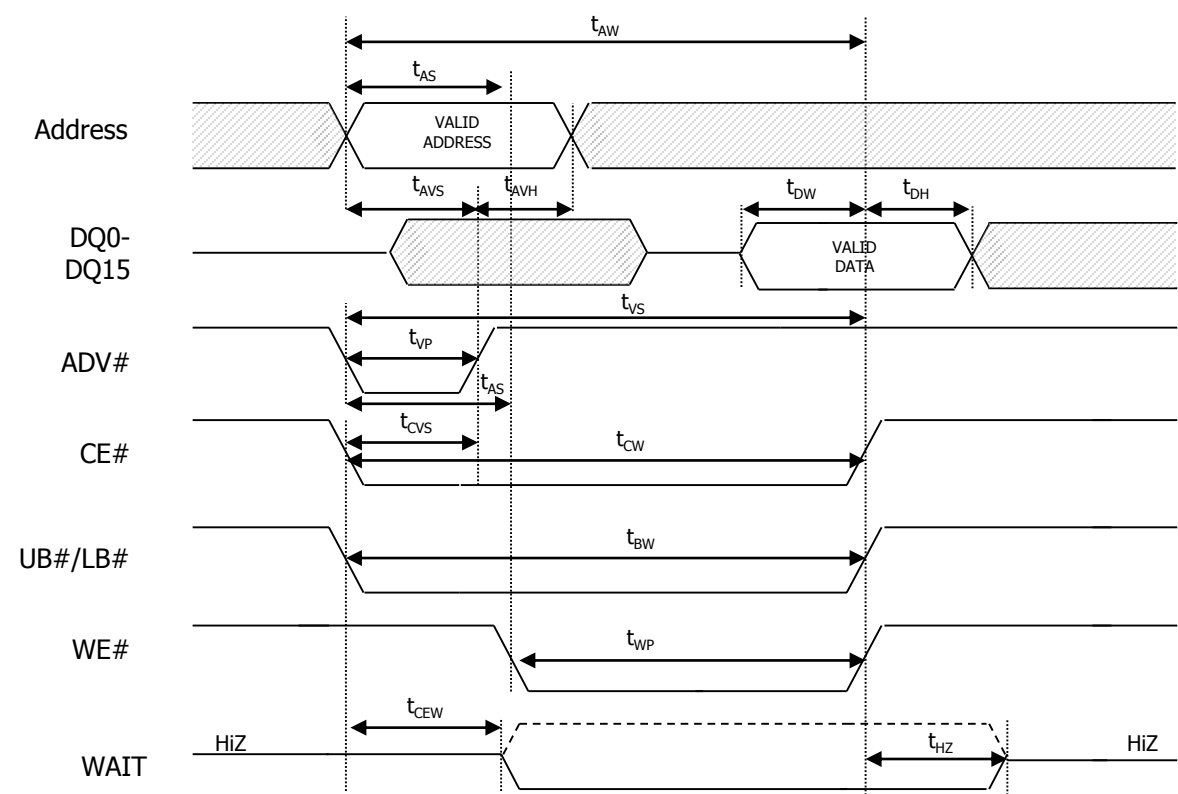 tAW
tAS
Address
VALID
ADDRESS
tAVS
tAVH
tDW
tDH
DQ0-
DQ15
VALID
DATA
tVS
ADV#
tVP
tAS
CE#
tCVS
tCW
UB#/LB#
tBW
WE#
tWP
tCEW
WAIT
HiZ
tHZ
HiZ